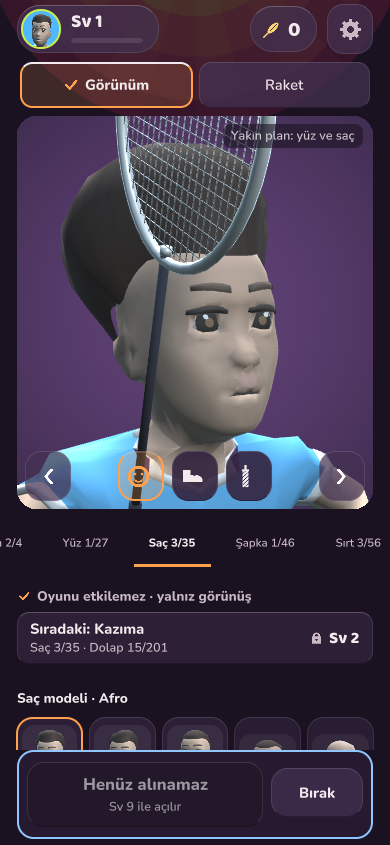 Sv 1
0
Görünüm
Raket
Yakın plan: yüz ve saç
2/4
Yüz 1/27
Saç 3/35
Şapka 1/46
Sırt 3/56
Oyunu etkilemez · yalnız görünüş
Sıradaki: Kazıma
Saç 3/35 · Dolap 15/201
Sv 2
Saç modeli · Afro
Henüz alınamaz
Sv 9 ile açılır
Bırak